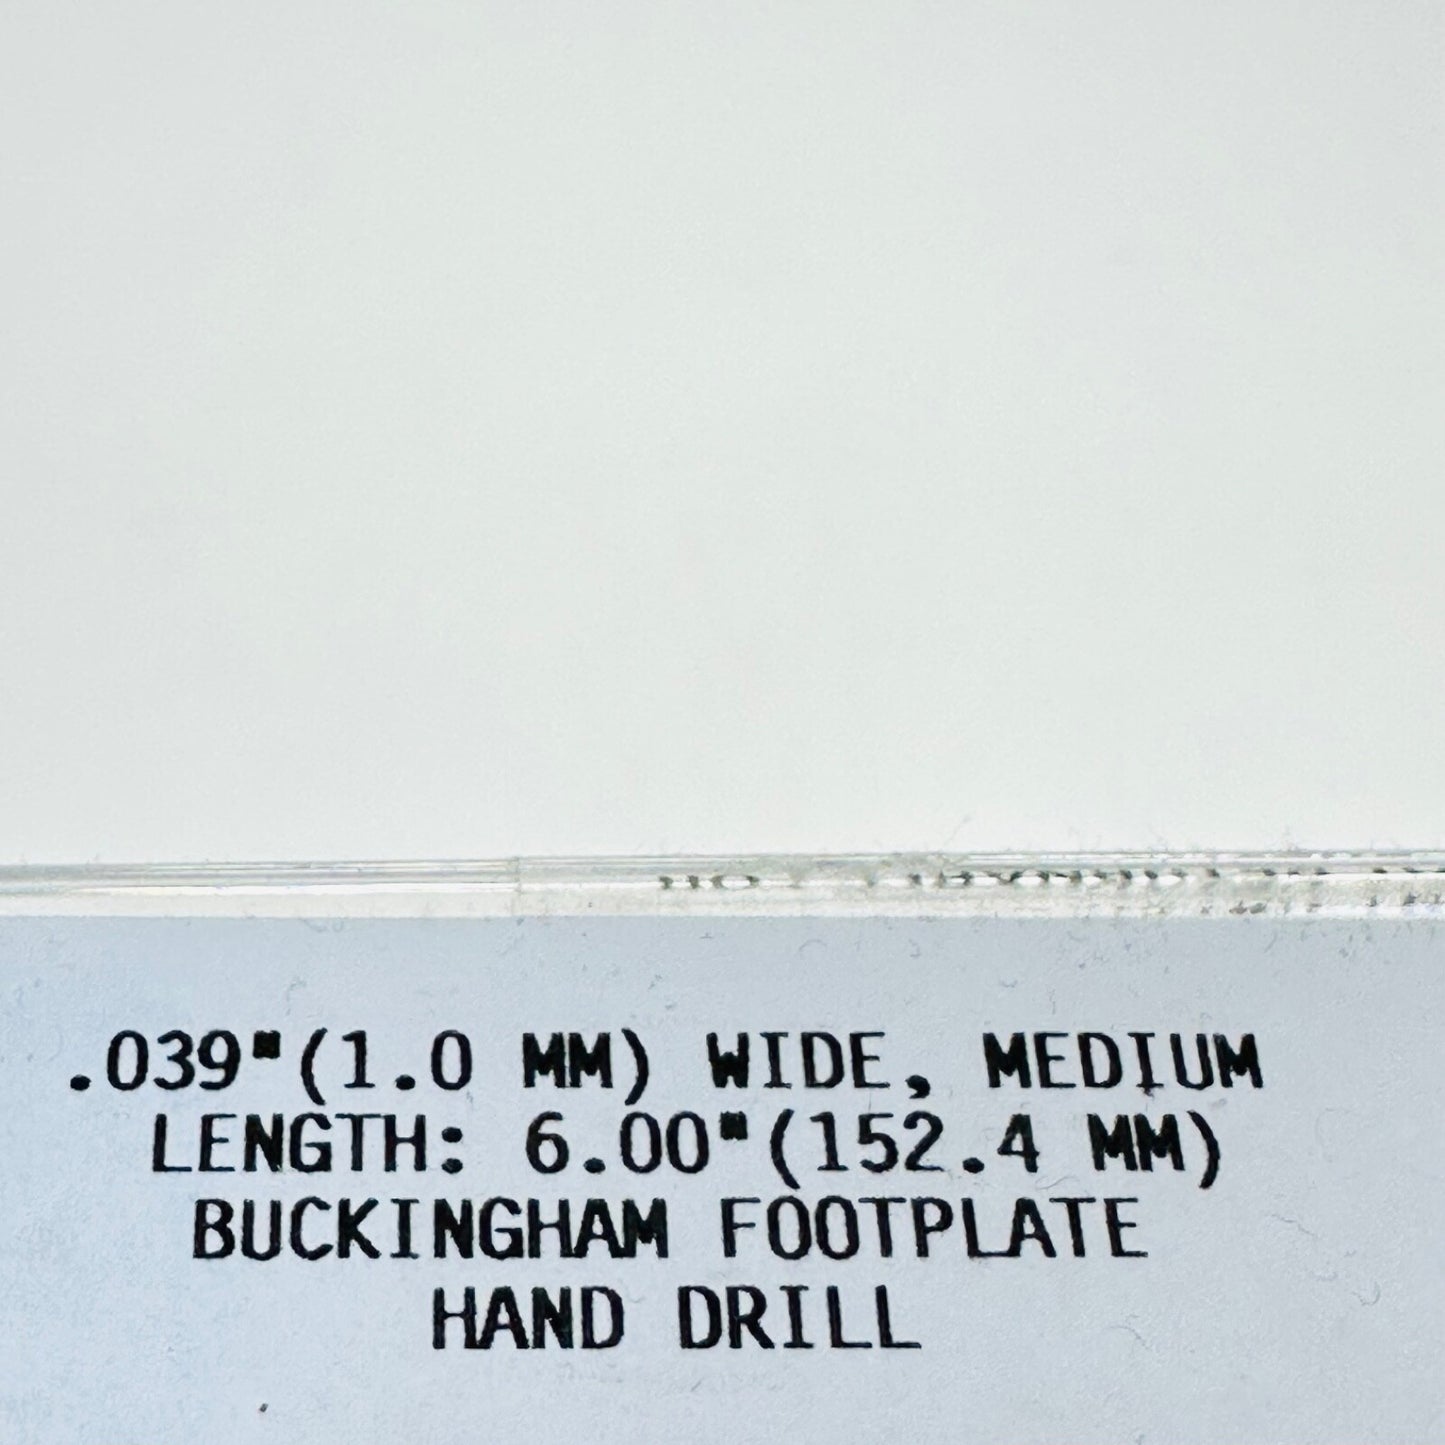 .039"(1.0 MM) WIDE, MEDIUM
LENGTH: 6.00"(152.4 MM)
BUCKINGHAM FOOTPLATE
HAND DRILL